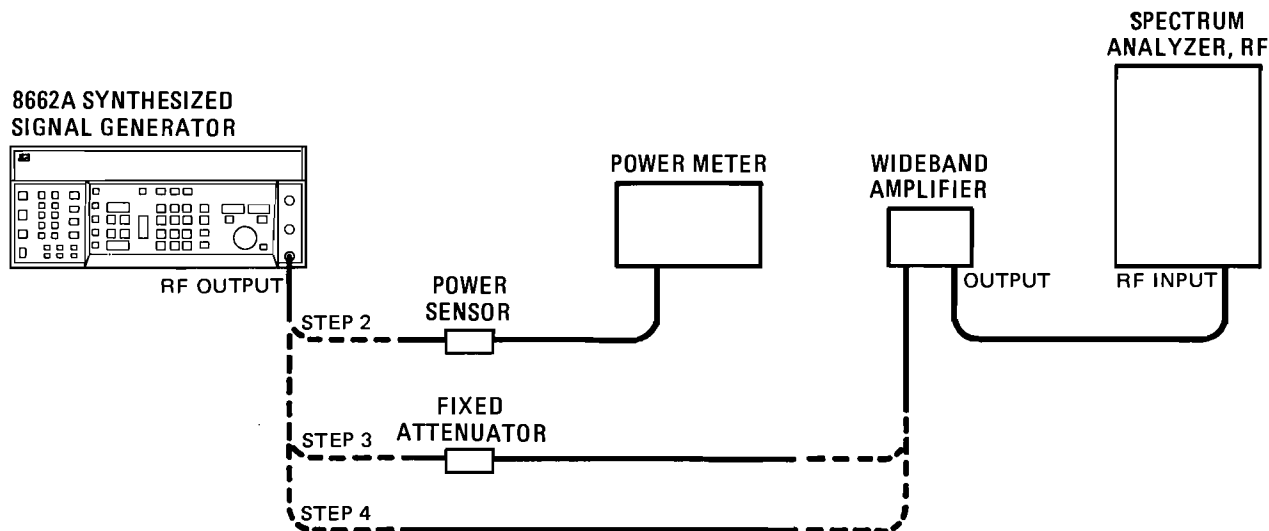 SPECTRUM
ANALYZER, RF
8662A SYNTHESIZED
SIGNAL GENERATOR
POWER METER
WIDEBAND
AMPLIFIER
RF OUTPUT
POWER
SENSOR
OUTPUT
RF INPUT
STEP 2
FIXED
ATTENUATOR
STEP 3
STEP 4